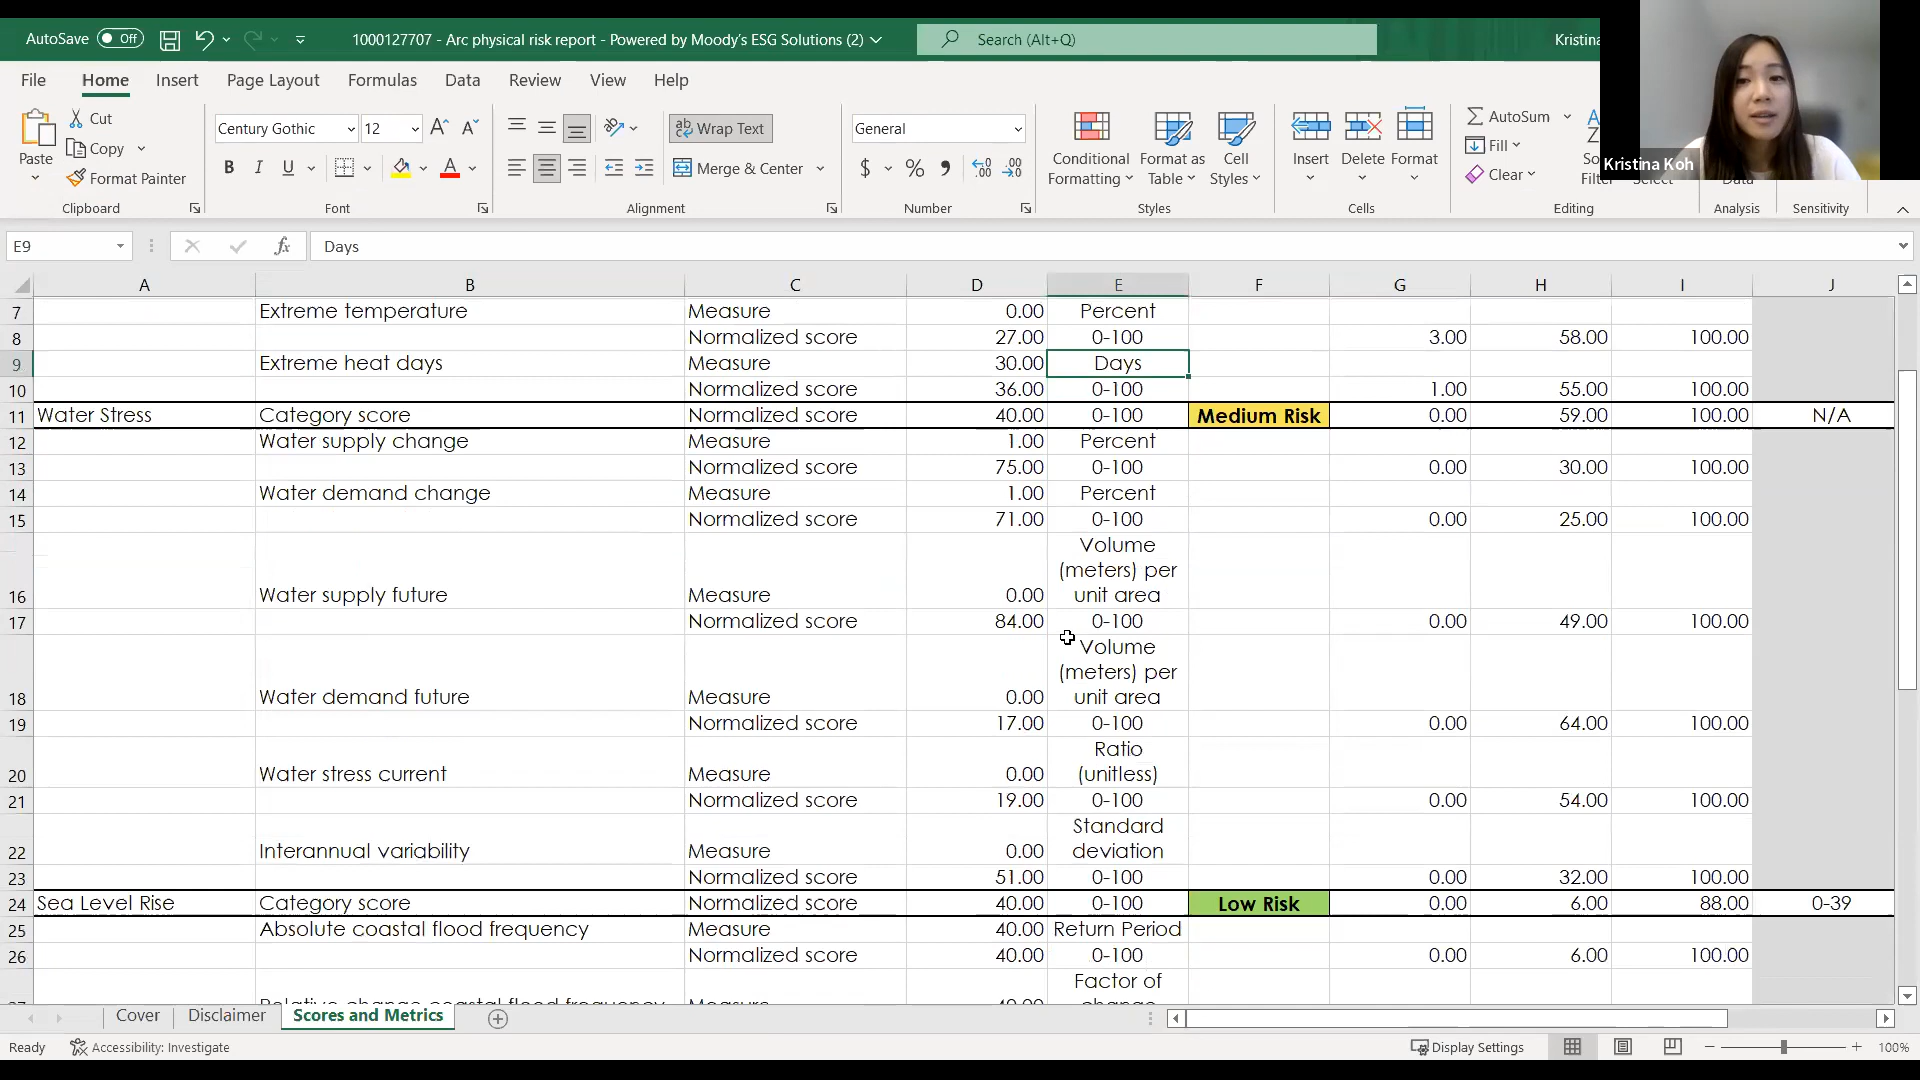 AutoSave Off 1000127707 - Arc physical risk report - Powered by Moody's ESG Solutions (2) Search (Alt+Q) Kristina
File Home Insert Page Layout Formulas Data Review View Help
Paste Cut Copy Format Painter Clipboard
Century Gothic 12 B I U A Font
Wrap Text Merge & Center Alignment
General $ % Number
Conditional Formatting Format as Table Cell Styles Styles
Insert Delete Format Cells
AutoSum Fill Clear Editing
Analysis Sensitivity
Kristina Koh
E9 fx Days
A B C D E F G H I J
7 Extreme temperature Measure 0.00 Percent
8 Normalized score 27.00 0-100 3.00 58.00 100.00
9 Extreme heat days Measure 30.00 Days
10 Normalized score 36.00 0-100 1.00 55.00 100.00
11 Water Stress Category score Normalized score 40.00 0-100 Medium Risk 0.00 59.00 100.00 N/A
12 Water supply change Measure 1.00 Percent
13 Normalized score 75.00 0-100 0.00 30.00 100.00
14 Water demand change Measure 1.00 Percent
15 Normalized score 71.00 0-100 0.00 25.00 100.00
Volume
(meters) per
16 Water supply future Measure 0.00 unit area
17 Normalized score 84.00 0-100 0.00 49.00 100.00
Volume
(meters) per
18 Water demand future Measure 0.00 unit area
19 Normalized score 17.00 0-100 0.00 64.00 100.00
Ratio
20 Water stress current Measure 0.00 (unitless)
21 Normalized score 19.00 0-100 0.00 54.00 100.00
Standard
22 Interannual variability Measure 0.00 deviation
23 Normalized score 51.00 0-100 0.00 32.00 100.00
24 Sea Level Rise Category score Normalized score 40.00 0-100 Low Risk 0.00 6.00 88.00 0-39
25 Absolute coastal flood frequency Measure 40.00 Return Period
26 Normalized score 40.00 0-100 0.00 6.00 100.00
Factor of
Cover Disclaimer Scores and Metrics
Ready Accessibility: Investigate Display Settings 100%